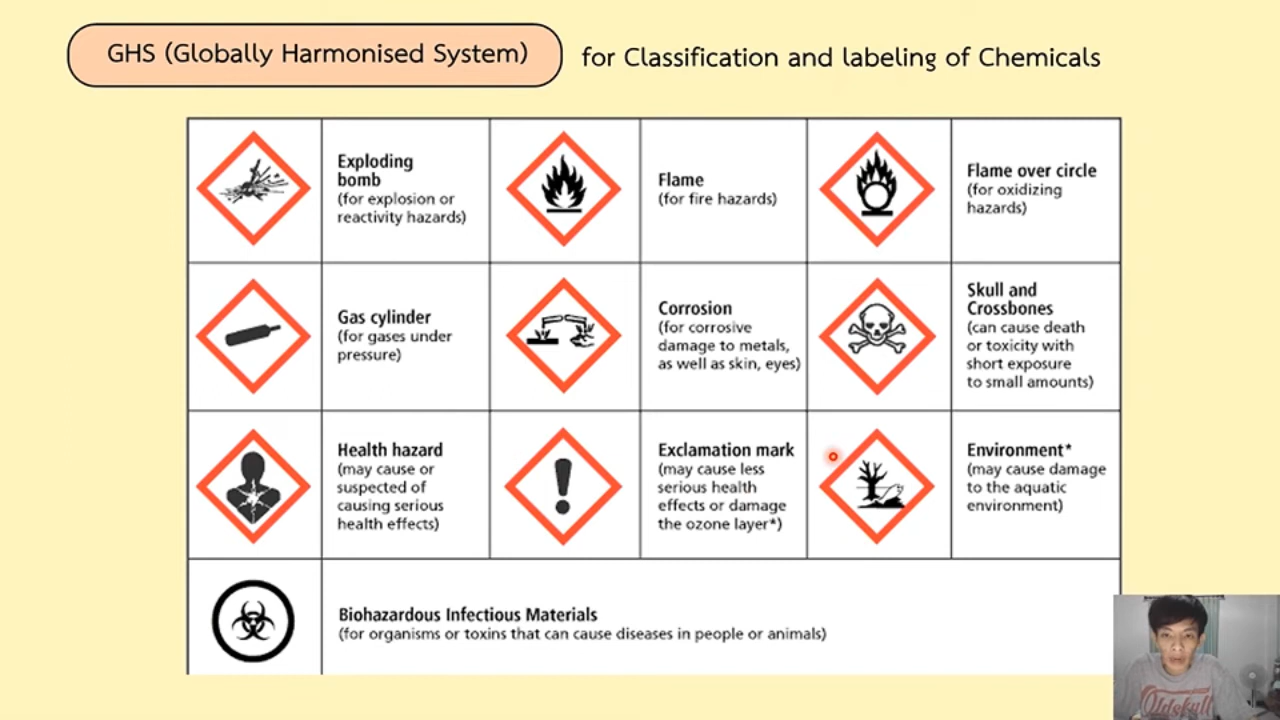 GHS (Globally Harmonised System)
for Classification and labeling of Chemicals
Exploding
bomb
(for explosion or
reactivity hazards)
Flame
(for fire hazards)
Flame over circle
(for oxidizing
hazards)
Gas cylinder
(for gases under
pressure)
Corrosion
(for corrosive
damage to metals,
as well as skin, eyes)
Skull and
Crossbones
(can cause death
or toxicity with
short exposure
to small amounts)
Health hazard
(may cause or
suspected of
causing serious
health effects)
Exclamation mark
(may cause less
serious health
effects or damage
the ozone layer*)
Environment*
(may cause damage
to the aquatic
environment)
Biohazardous Infectious Materials
(for organisms or toxins that can cause diseases in people or animals)
Oldskull